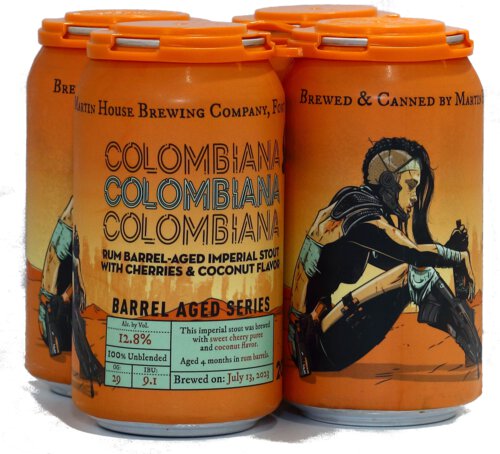 Bre
Martin House Brewing Company, Fo
COLOMBIANA
COLOMBIANA
COLOMBIANA
RUM BARREL-AGED IMPERIAL STOUT
WITH CHERRIES & COCONUT FLAVOR
BARREL AGED SERIES
Alc. by Vol.
12.8%
100% Unblended
OG:
29
IBU:
9.1
This imperial stout was brewed
with sweet cherry puree
and coconut flavor.
Aged 4 months in rum barrels.
Brewed on: July 13, 2023
Brewed & Canned by Martin